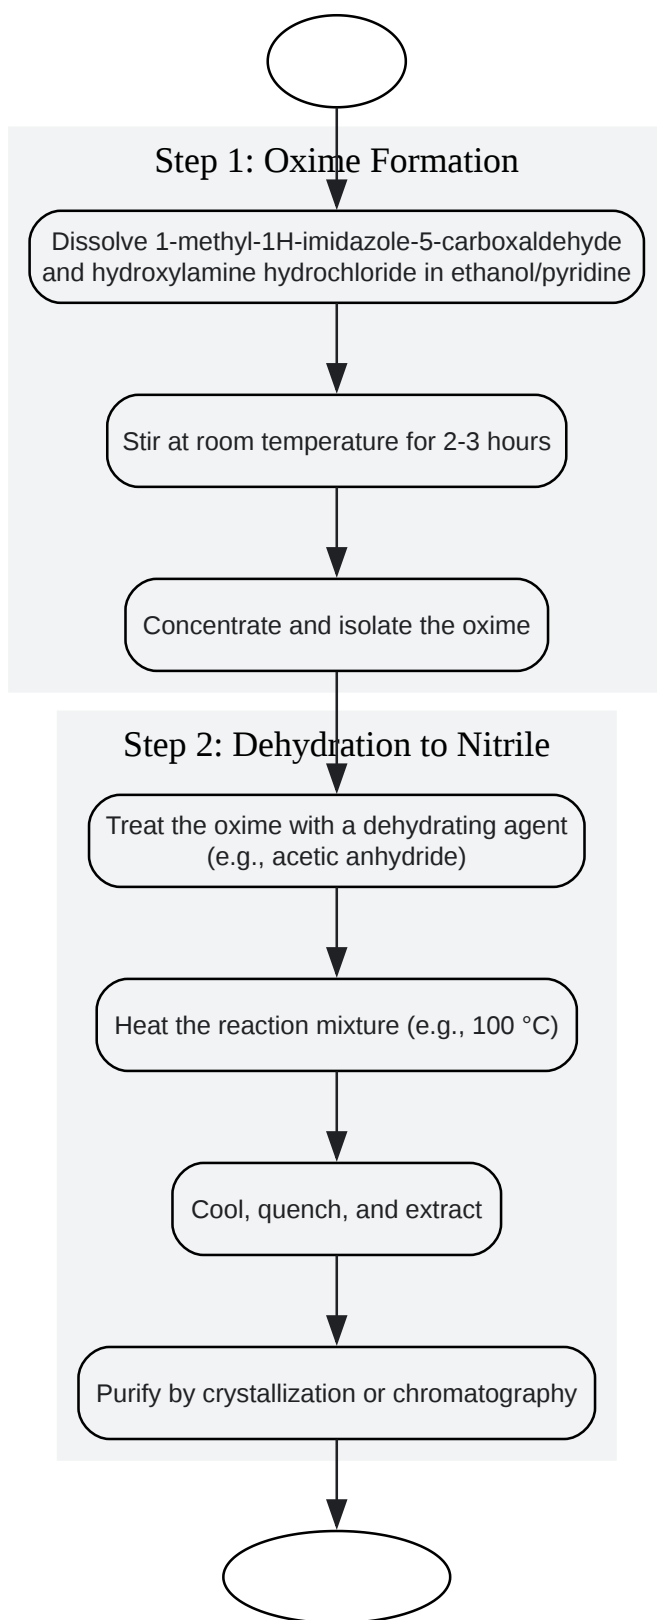 Step 1: Oxime Formation
Dissolve 1-methyl-1H-imidazole-5-carboxaldehyde
and hydroxylamine hydrochloride in ethanol/pyridine
Stir at room temperature for 2-3 hours
Concentrate and isolate the oxime
Step 2: Dehydration to Nitrile
Treat the oxime with a dehydrating agent
(e.g., acetic anhydride)
Heat the reaction mixture (e.g., 100 °C)
Cool, quench, and extract
Purify by crystallization or chromatography